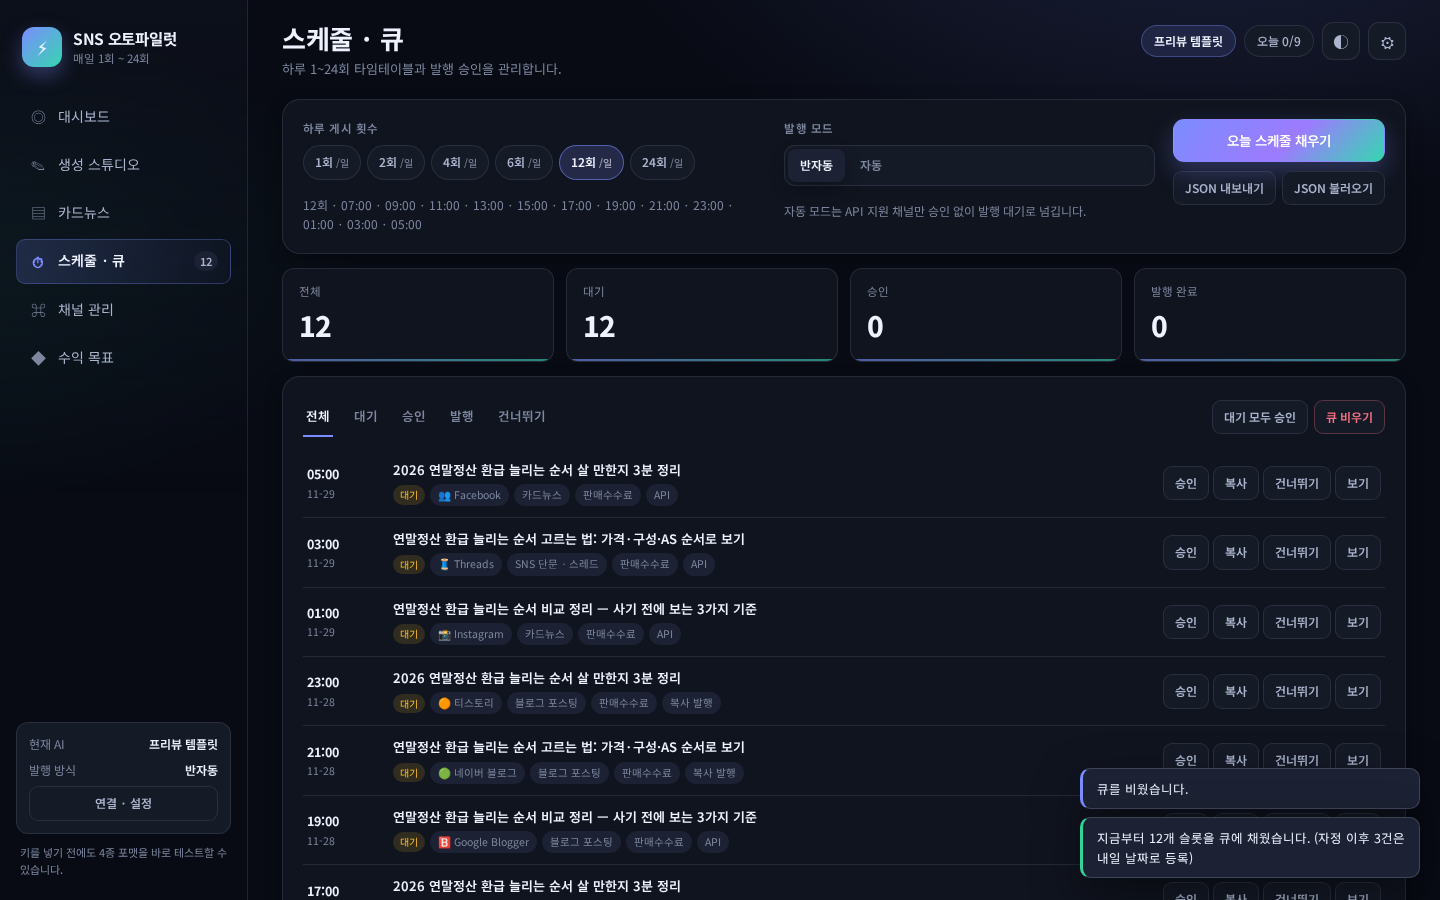 SNS 오토파일럿
매일 1회 ~ 24회
대시보드
생성 스튜디오
카드뉴스
스케줄 · 큐
12
채널 관리
수익 목표
현재 AI
프리뷰 템플릿
발행 방식
반자동
연결 · 설정
키를 넣기 전에도 4종 포맷을 바로 테스트할 수
있습니다.
스케줄 · 큐
하루 1~24회 타임테이블과 발행 승인을 관리합니다.
프리뷰 템플릿
오늘 0/9
하루 게시 횟수
1회 /일
2회 /일
4회 /일
6회 /일
12회 /일
24회 /일
12회 · 07:00 · 09:00 · 11:00 · 13:00 · 15:00 · 17:00 · 19:00 · 21:00 · 23:00 ·
01:00 · 03:00 · 05:00
발행 모드
반자동
자동
자동 모드는 API 지원 채널만 승인 없이 발행 대기로 넘깁니다.
오늘 스케줄 채우기
JSON 내보내기
JSON 불러오기
전체
12
대기
12
승인
0
발행 완료
0
전체
대기
승인
발행
건너뛰기
대기 모두 승인
큐 비우기
05:00
11-29
2026 연말정산 환급 늘리는 순서 살 만한지 3분 정리
대기
👥 Facebook
카드뉴스
판매수수료
API
승인
복사
건너뛰기
보기
03:00
11-29
연말정산 환급 늘리는 순서 고르는 법: 가격·구성·AS 순서로 보기
대기
🧵 Threads
SNS 단문 · 스레드
판매수수료
API
승인
복사
건너뛰기
보기
01:00
11-29
연말정산 환급 늘리는 순서 비교 정리 — 사기 전에 보는 3가지 기준
대기
📸 Instagram
카드뉴스
판매수수료
API
승인
복사
건너뛰기
보기
23:00
11-28
2026 연말정산 환급 늘리는 순서 살 만한지 3분 정리
대기
🟠 티스토리
블로그 포스팅
판매수수료
복사 발행
승인
복사
건너뛰기
보기
21:00
11-28
연말정산 환급 늘리는 순서 고르는 법: 가격·구성·AS 순서로 보기
대기
🟢 네이버 블로그
블로그 포스팅
판매수수료
복사 발행
승인
복사
건너뛰기
보기
19:00
11-28
연말정산 환급 늘리는 순서 비교 정리 — 사기 전에 보는 3가지 기준
대기
🅱 Google Blogger
블로그 포스팅
판매수수료
API
17:00
2026 연말정산 환급 늘리는 순서 살 만한지 3분 정리
승인
복사
건너뛰기
보기
큐를 비웠습니다.
지금부터 12개 슬롯을 큐에 채웠습니다. (자정 이후 3건은
내일 날짜로 등록)